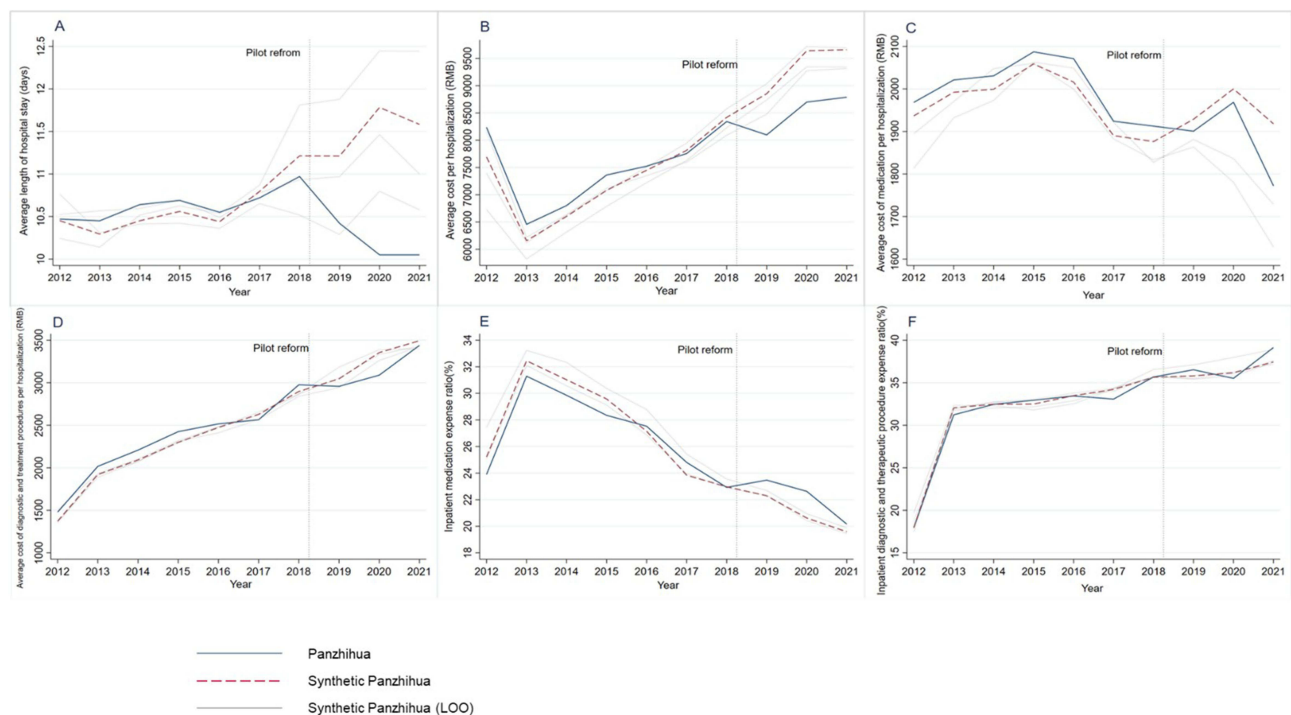 A
Pilot refrom
Average length of hospital stay (days)
12.5
12
11.5
11
10.5
10
2012 2013 2014 2015 2016 2017 2018 2019 2020 2021
Year
B
Pilot reform
Average cost per hospitalization (RMB)
9500
9000
8500
8000
7500
7000
6500
6000
2012 2013 2014 2015 2016 2017 2018 2019 2020 2021
Year
C
Pilot reform
Average cost of medication per hospitalization (RMB)
2100
2000
1900
1800
1700
1600
2012 2013 2014 2015 2016 2017 2018 2019 2020 2021
Year
D
Pilot reform
Average cost of diagnostic and treatment procedures per hospitalization (RMB)
3500
3000
2500
2000
1500
1000
2012 2013 2014 2015 2016 2017 2018 2019 2020 2021
Year
E
Pilot reform
Inpatient medication expense ratio(%)
34
32
30
28
26
24
22
20
18
2012 2013 2014 2015 2016 2017 2018 2019 2020 2021
Year
F
Pilot reform
Inpatient diagnostic and therapeutic procedure expense ratio(%)
40
35
30
25
20
15
2012 2013 2014 2015 2016 2017 2018 2019 2020 2021
Year
Panzhihua
Synthetic Panzhihua
Synthetic Panzhihua (LOO)